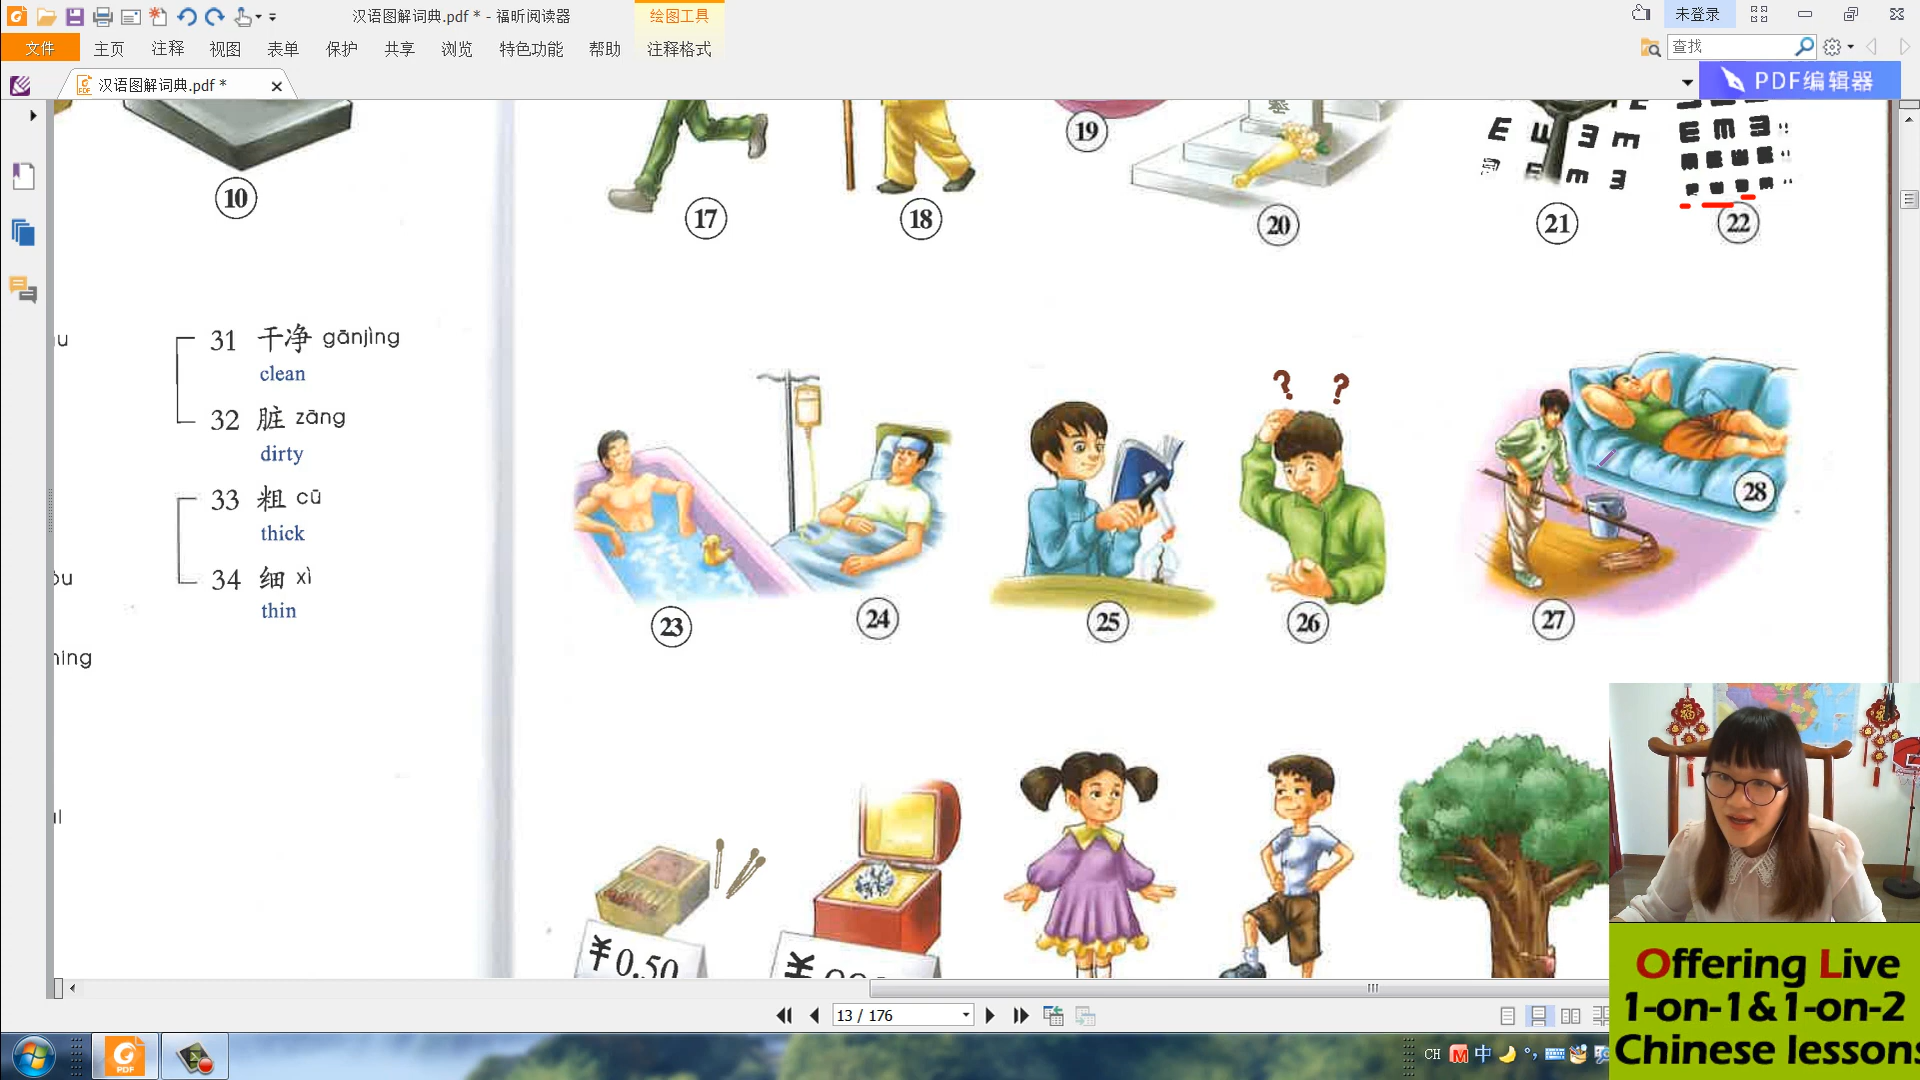 汉语图解词典.pdf * - 福昕阅读器
绘图工具
未登录
文件 主页 注释 视图 表单 保护 共享 浏览 特色功能 帮助 注释格式
查找
汉语图解词典.pdf *
PDF编辑器
10
17
18
19
20
21
22
31 干净 gānjìng
clean
32 脏 zāng
dirty
33 粗 cū
thick
34 细 xì
thin
? ?
23
24
25
26
27
28
¥0.50
¥
13 / 176
CH 中
Offering Live
1-on-1&1-on-2
Chinese lessons